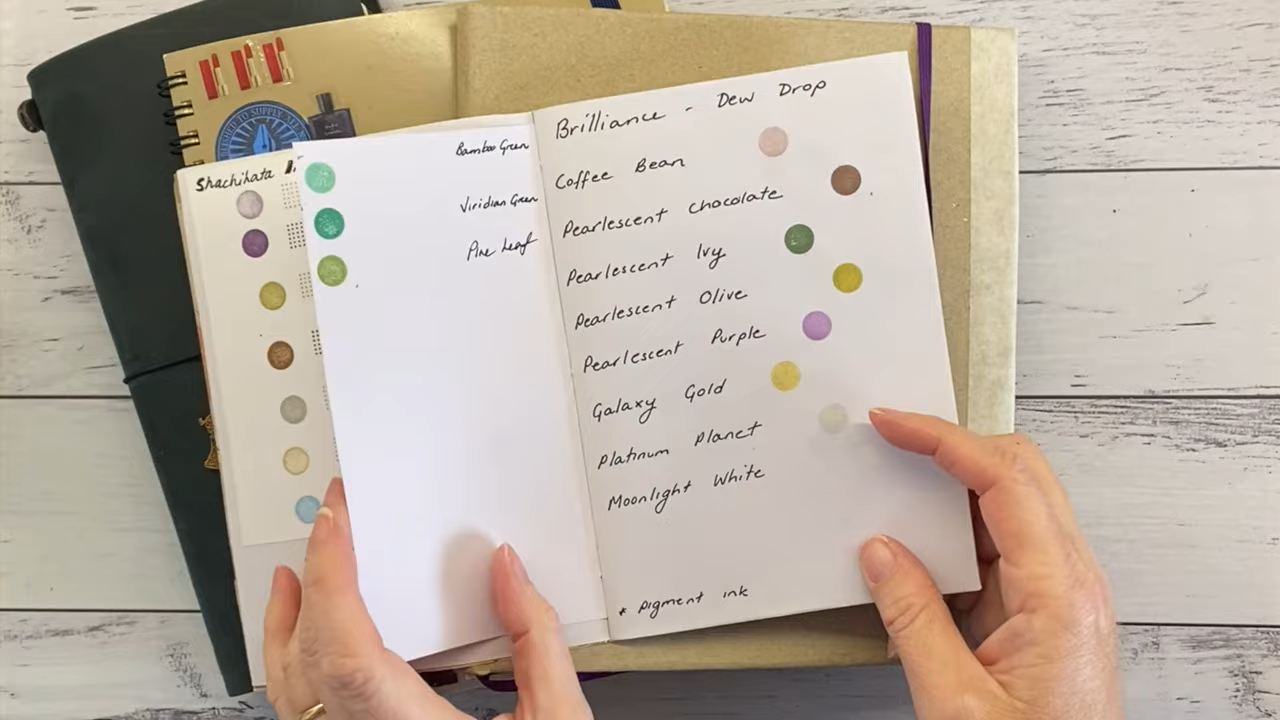 Shachihata
Bamboo Green
Viridian Green
Pine Leaf
Brilliance - Dew Drop
Coffee Bean
Pearlescent Chocolate
Pearlescent Ivy
Pearlescent Olive
Pearlescent Purple
Galaxy Gold
Platinum Planet
Moonlight White
* pigment ink